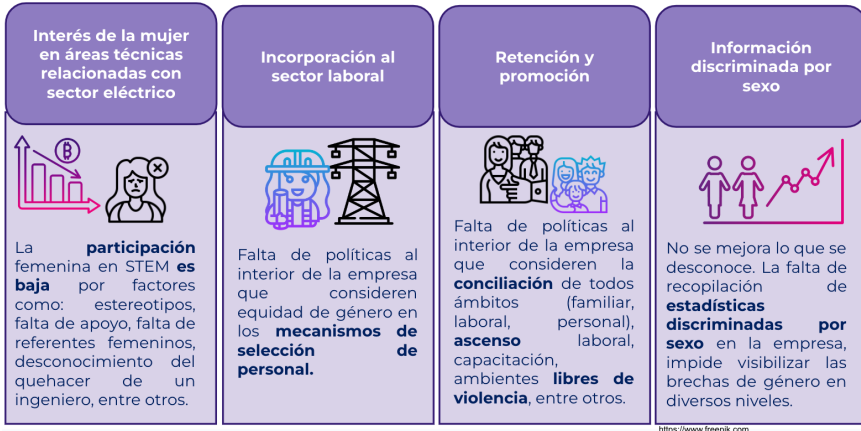 Interés de la mujer
en áreas técnicas
relacionadas con
sector eléctrico
La participación
femenina en STEM es
baja por factores
como: estereotipos,
falta de apoyo, falta de
referentes femeninos,
desconocimiento del
quehacer de un
ingeniero, entre otros.
Incorporación al
sector laboral
Falta de políticas al
interior de la empresa
que consideren
equidad de género en
los mecanismos de
selección de
personal.
Retención y
promoción
Falta de políticas al
interior de la empresa
que consideren la
conciliación de todos
ámbitos (familiar,
laboral, personal),
ascenso laboral,
capacitación,
ambientes libres de
violencia, entre otros.
Información
discriminada por
sexo
No se mejora lo que se
desconoce. La falta de
recopilación de
estadísticas
discriminadas por
sexo en la empresa,
impide visibilizar las
brechas de género en
diversos niveles.
https://www.freepik.com